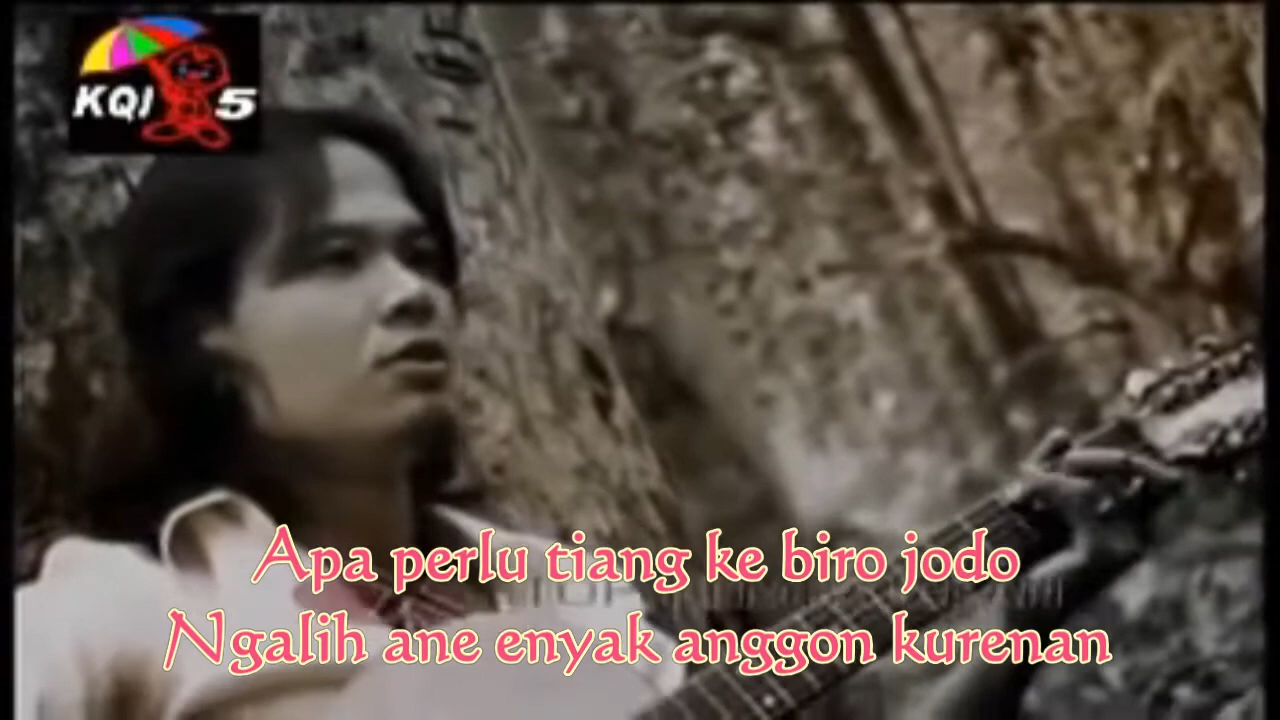 KQI 5
Apa perlu tiang ke biro jodo
Ngalih ane enyak anggon kurenan